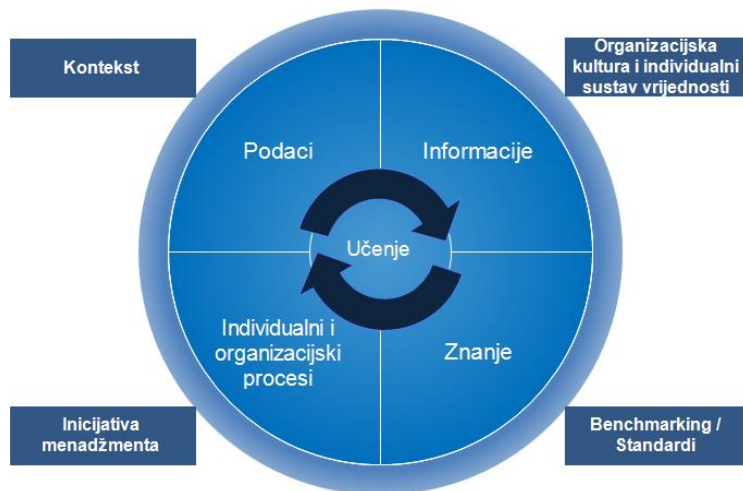 Kontekst
Organizacijska
kultura i individualni
sustav vrijednosti
Podaci
Informacije
Učenje
Individualni i
organizacijski
procesi
Znanje
Inicijativa
menadžmenta
Benchmarking /
Standardi